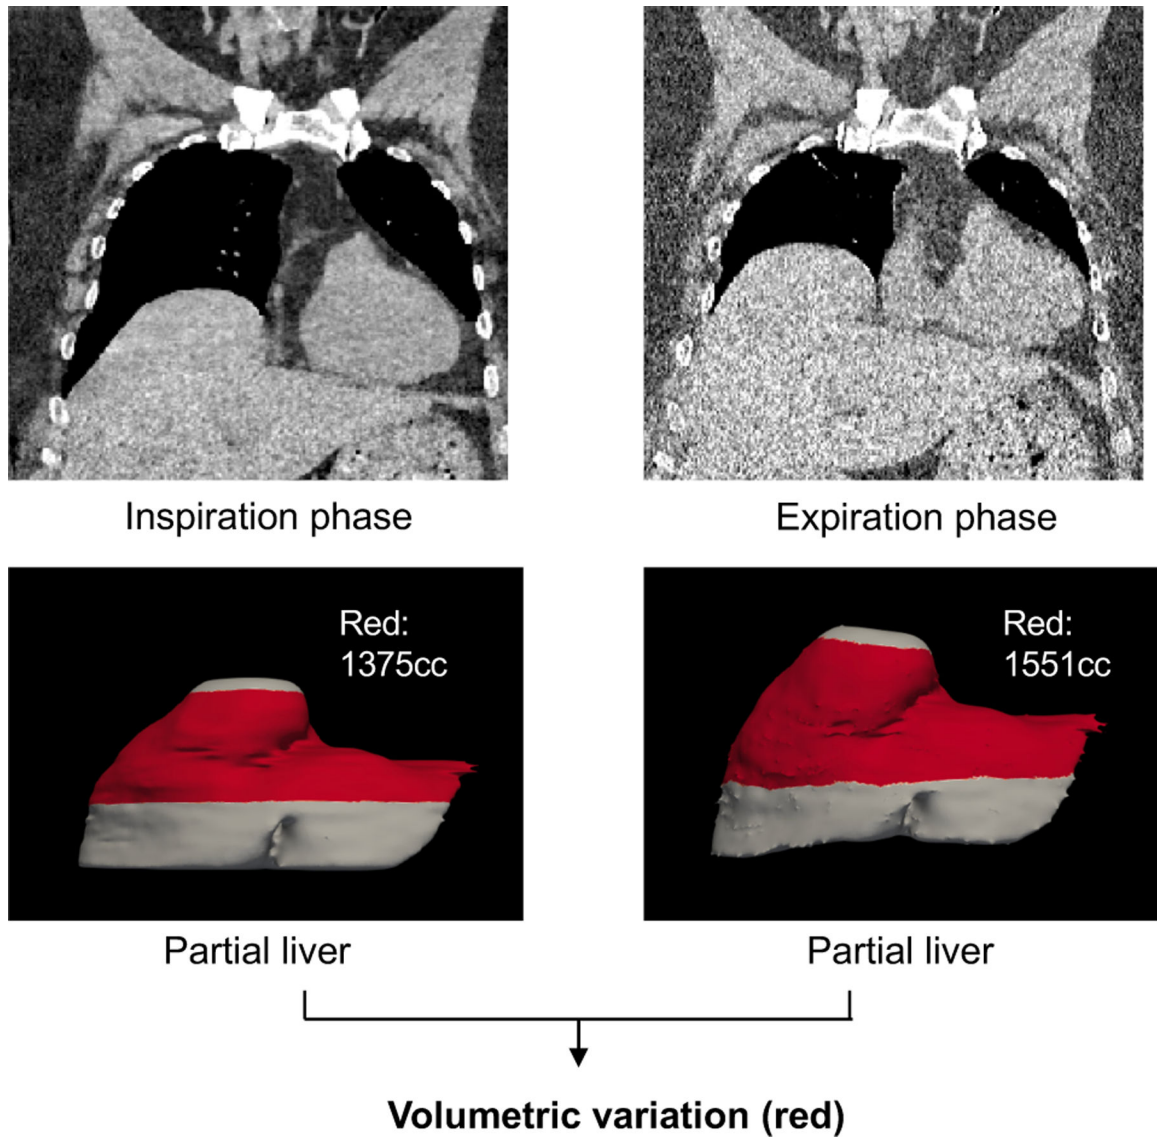 Inspiration phase
Expiration phase
Red:
1375cc
Red:
1551cc
Partial liver
Partial liver
Volumetric variation (red)